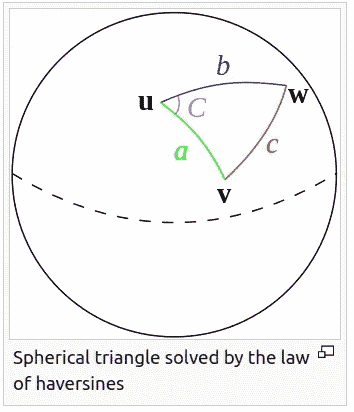 b
u
C
w
a
c
v
Spherical triangle solved by the law
of haversines